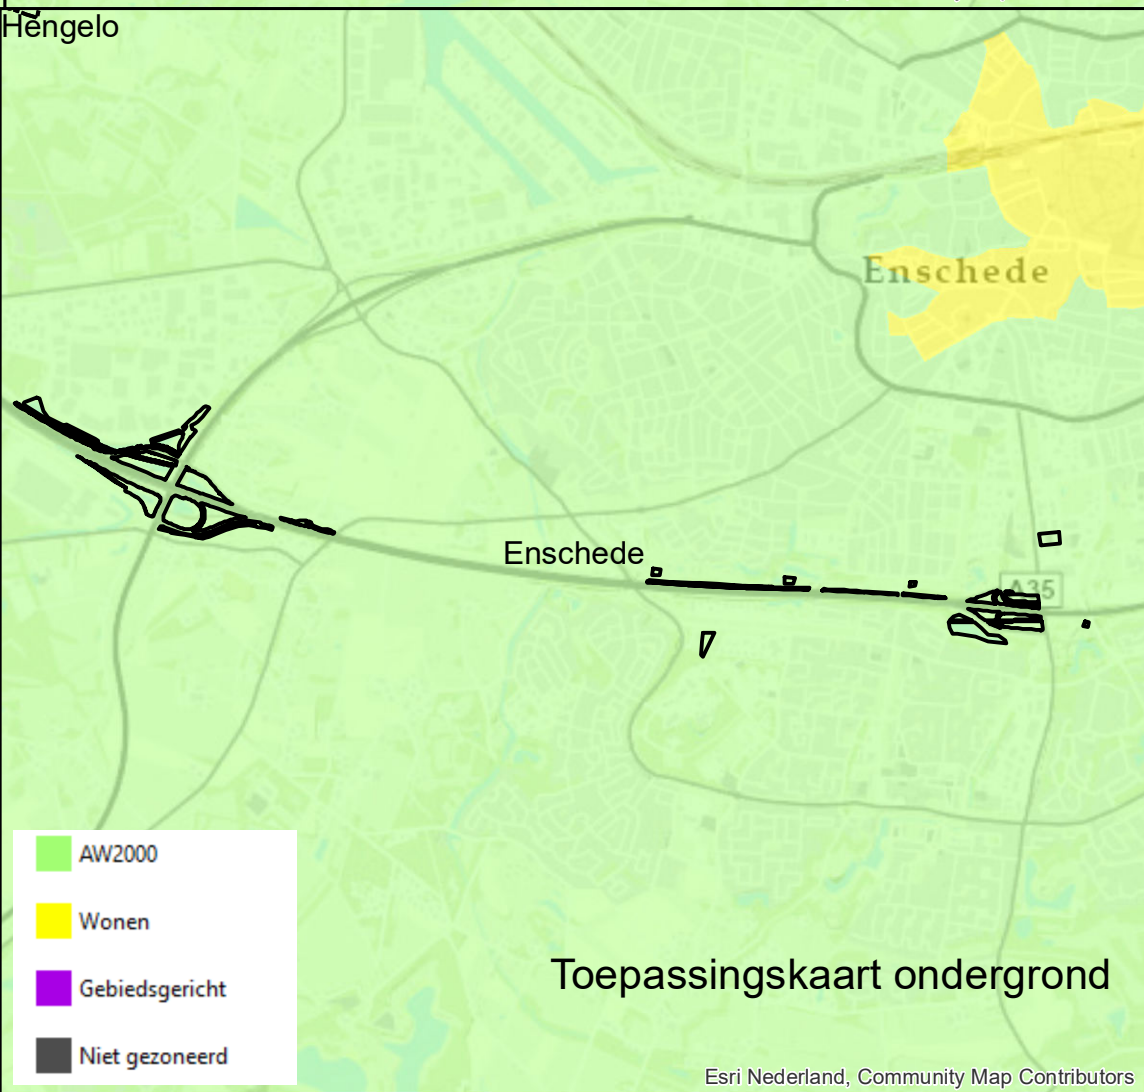 Hengelo
Enschede
Enschede
A35
AW2000
Wonen
Gebiedsgericht
Niet gezoneerd
Toepassingskaart ondergrond
Esri Nederland, Community Map Contributors